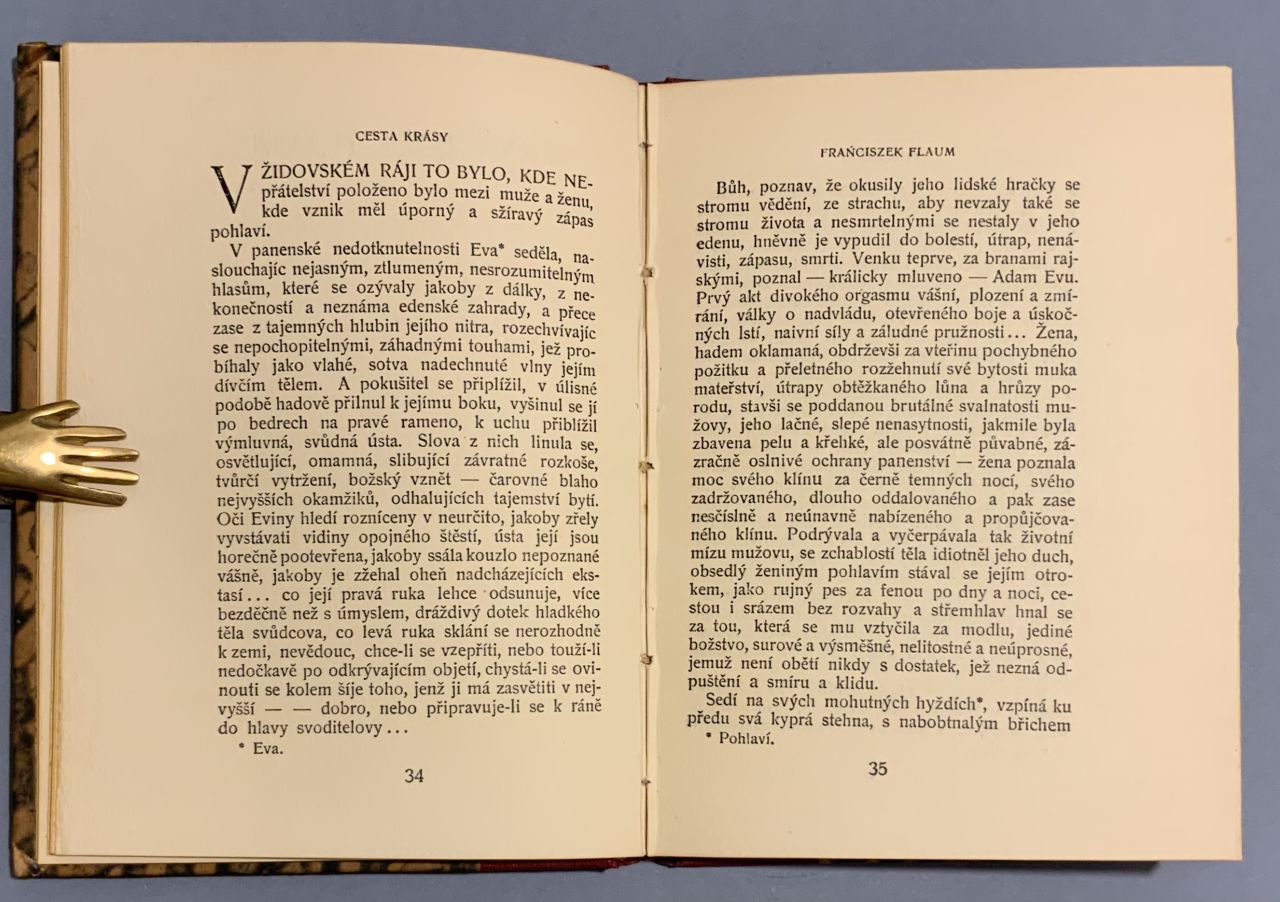 CESTA KRÁSY
V ŽIDOVSKÉM RÁJI TO BYLO, KDE NE-
přátelství položeno bylo mezi muže a ženu,
kde vznik měl úporný a sžíravý zápas
pohlaví.
V panenské nedotknutelnosti Eva* seděla, na-
slouchajíc nejasným, ztlumeným, nesrozumitelným
hlasům, které se ozývaly jakoby z dálky, z ne-
konečností a neznáma edenské zahrady, a přece
zase z tajemných hlubin jejího nitra, rozechvívajíc
se nepochopitelnými, záhadnými touhami, jež pro-
bíhaly jako vlahé, sotva nadechnuté vlny jejím
dívčím tělem. A pokušitel se připlížil, v úlisné
podobě hadově přilnul k jejímu boku, vyšinul se jí
po bedrech na pravé rameno, k uchu přiblížil
výmluvná, svůdná ústa. Slova z nich linula se,
osvětlující, omamná, slibující závratné rozkoše,
tvůrčí vytržení, božský vznět — čarovné blaho
nejvyšších okamžiků, odhalujících tajemství bytí.
Oči Eviny hledí rozníceny v neurčito, jakoby zřely
vyvstávati vidiny opojného štěstí, ústa její jsou
horečně pootevřena, jakoby ssála kouzlo nepoznané
vášně, jakoby je zžehal oheň nadcházejících eks-
tasí... co její pravá ruka lehce odsunuje, více
bezděčně než s úmyslem, dráždivý dotek hladkého
těla svůdcova, co levá ruka sklání se nerozhodně
k zemi, nevědouc, chce-li se vzepříti, nebo touží-li
nedočkavě po odkrývajícím objetí, chystá-li se ovi-
nouti se kolem šíje toho, jenž ji má zasvětiti v nej-
vyšší — — dobro, nebo připravuje-li se k ráně
do hlavy svoditelovy...
* Eva.
34
FRANCISZEK FLAUM
Bůh, poznav, že okusily jeho lidské hračky se
stromu vědění, ze strachu, aby nevzaly také se
stromu života a nesmrtelnými se nestaly v jeho
edenu, hněvně je vypudil do bolestí, útrap, nená-
visti, zápasu, smrti. Venku teprve, za branami raj-
skými, poznal — králicky mluveno — Adam Evu.
Prvý akt divokého orgasmu vášní, plození a zmí-
rání, války o nadvládu, otevřeného boje a úskoč-
ných lstí, naivní síly a záludné pružnosti... Žena,
hadem oklamaná, obdrževši za vteřinu pochybného
požitku a přeletného rozžehnutí své bytosti muka
mateřství, útrapy obtěžkaného lůna a hrůzy po-
rodu, stavši se poddanou brutálné svalnatosti mu-
žovy, jeho lačné, slepé nenasytnosti, jakmile byla
zbavena pelu a křehké, ale posvátně půvabné, zá-
zračně oslnivé ochrany panenství — žena poznala
moc svého klínu za černě temných nocí, svého
zadržovaného, dlouho oddalovaného a pak zase
nesčíslně a neúnavně nabízeného a propůjčova-
ného klínu. Podrývala a vyčerpávala tak životní
mízu mužovu, se zchablostí těla idiotněl jeho duch,
obsedlý ženiným pohlavím stával se jejím otro-
kem, jako rujný pes za fenou po dny a noci, ce-
stou i srázem bez rozvahy a střemhlav hnal se
za tou, která se mu vztyčila za modlu, jediné
božstvo, surové a výsměšné, nelitostné a neúprosné,
jemuž není obětí nikdy s dostatek, jež nezná od-
puštění a smíru a klidu.
Sedí na svých mohutných hyždích*, vzpíná ku
předu svá kyprá stehna, s nabobtnalým břichem
* Pohlaví.
35